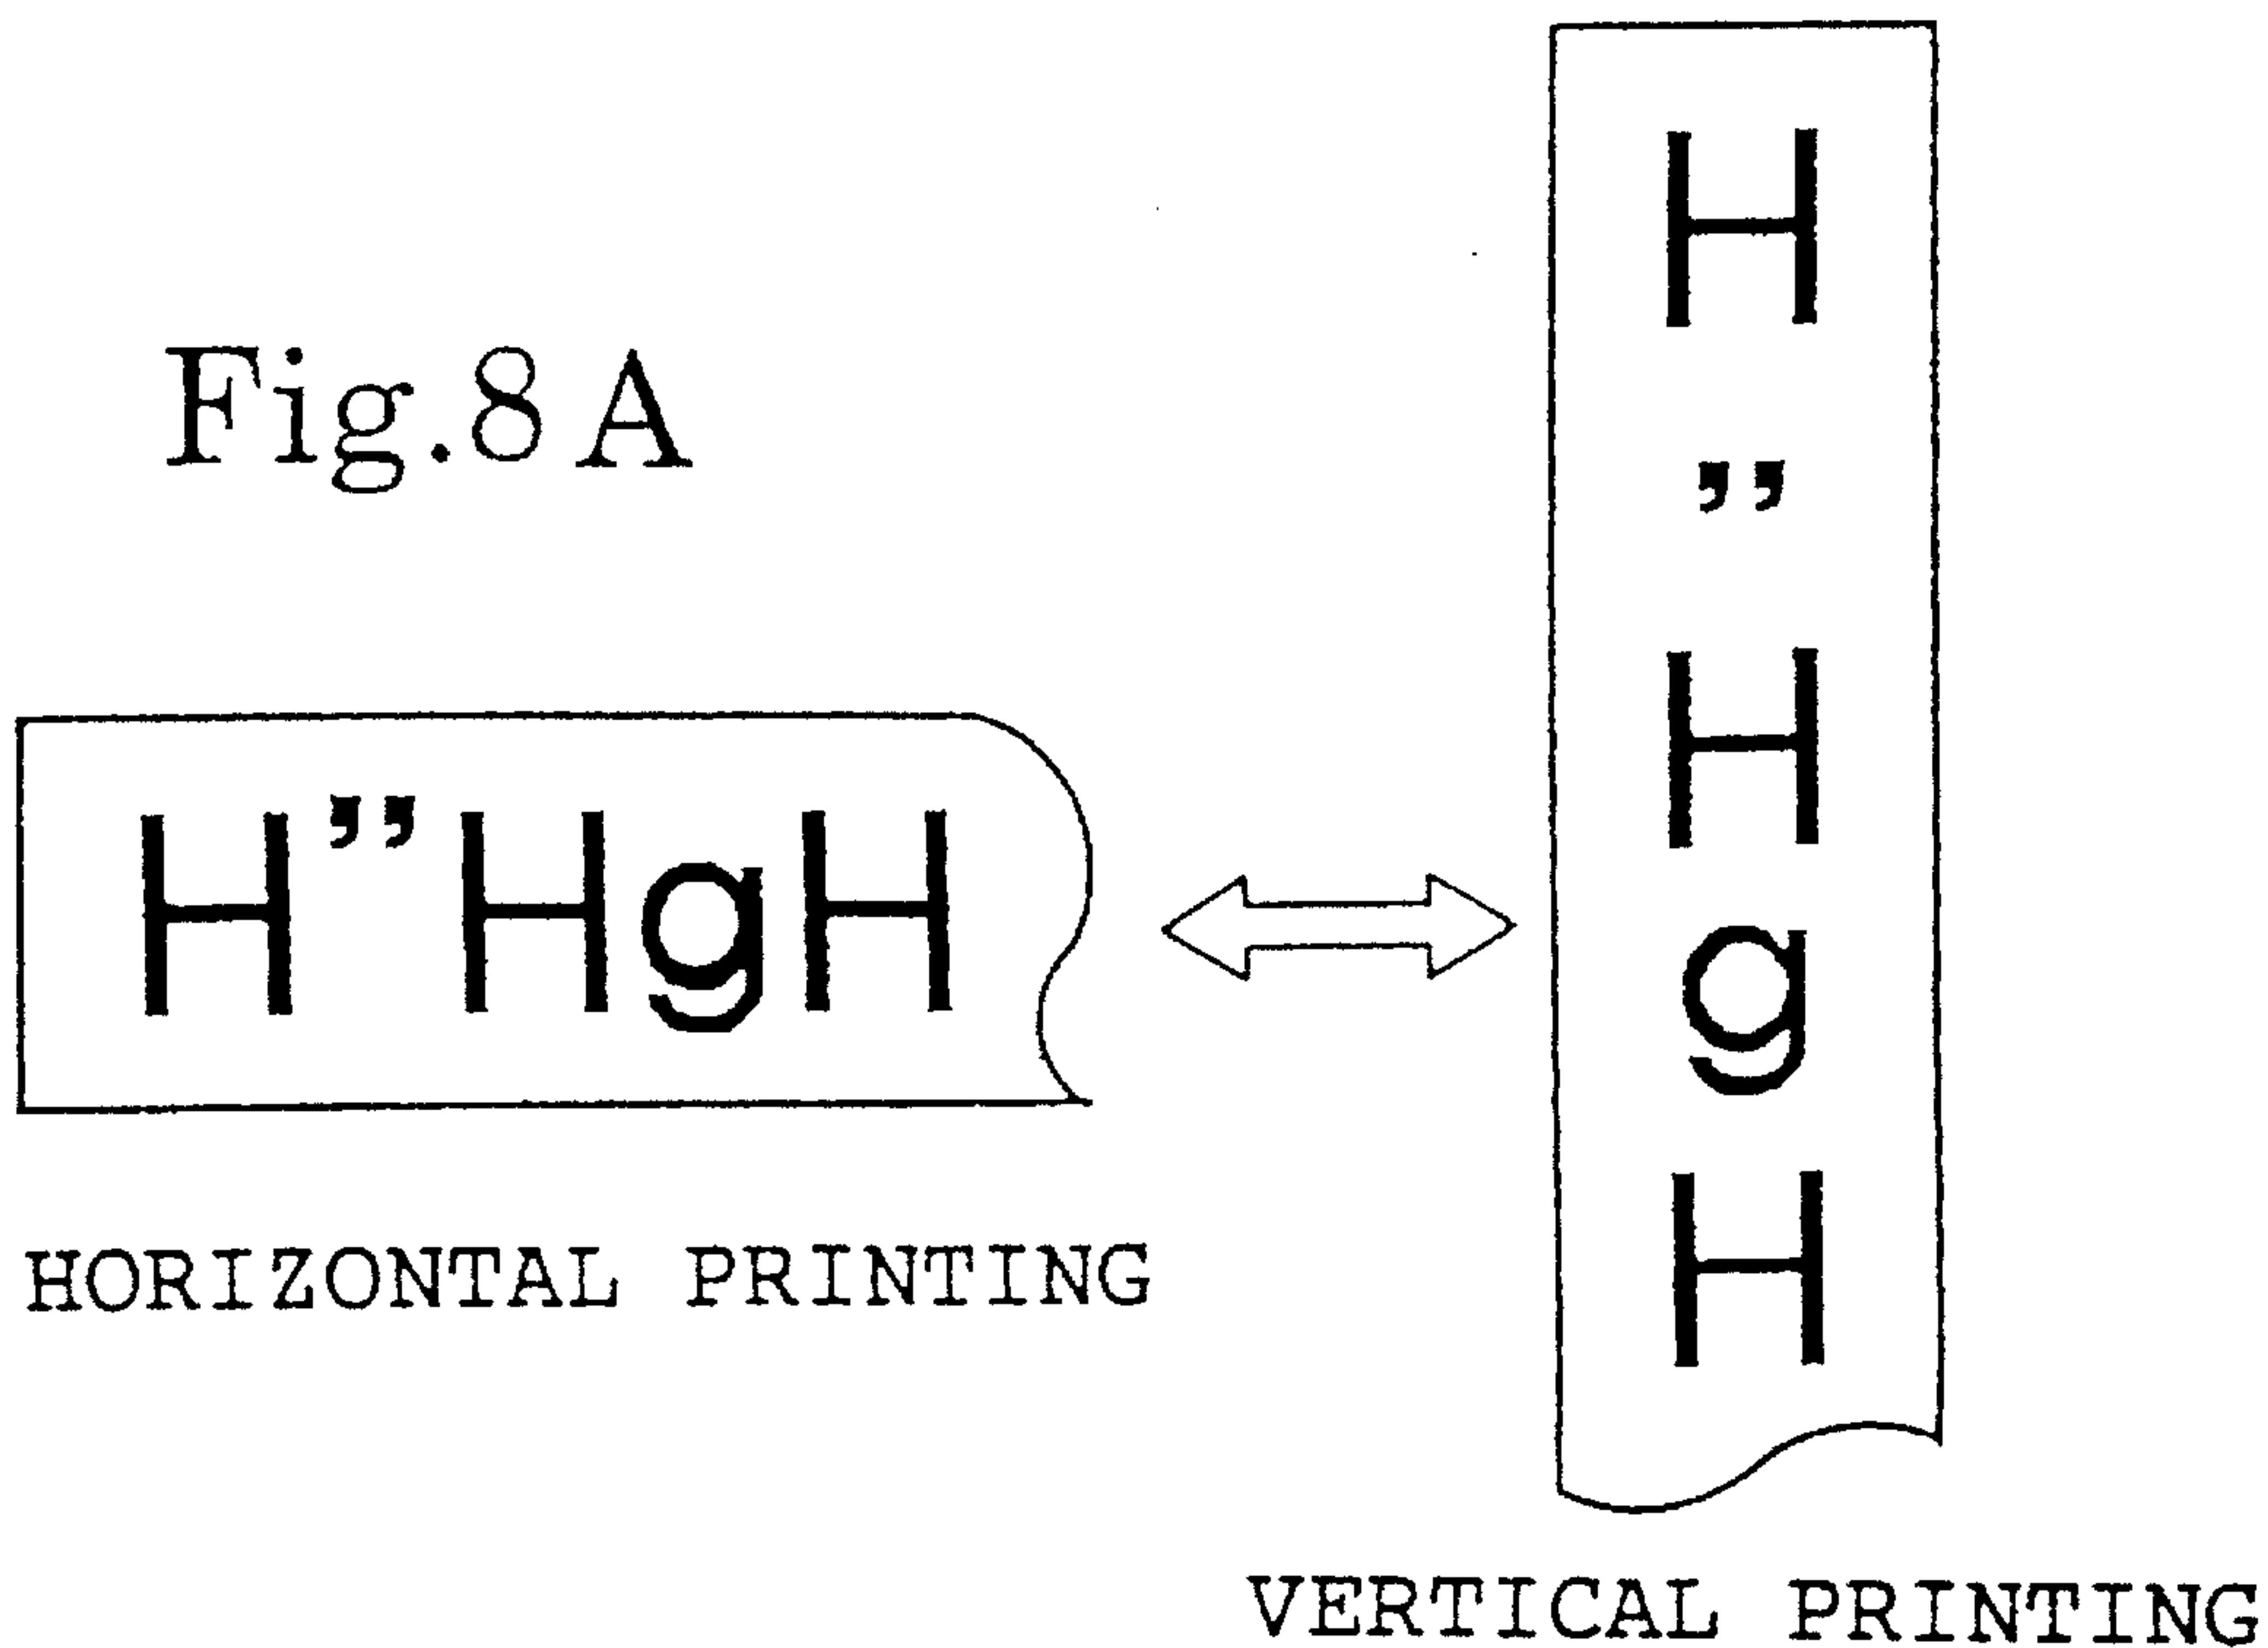 Fig.8A
H”HgH
HORIZONTAL PRINTING
H
”
H
g
H
VERTICAL PRINTING